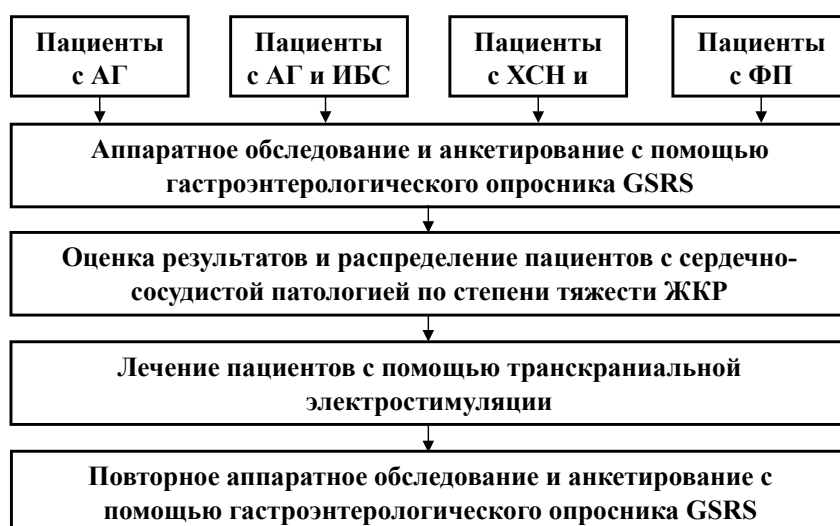 Пациенты
с АГ
Пациенты
с АГ и ИБС
Пациенты
с ХСН и
Пациенты
с ФП
Аппаратное обследование и анкетирование с помощью
гастроэнтерологического опросника GSRS
Оценка результатов и распределение пациентов с сердечно-
сосудистой патологией по степени тяжести ЖКР
Лечение пациентов с помощью транскраниальной
электростимуляции
Повторное аппаратное обследование и анкетирование с
помощью гастроэнтерологического опросника GSRS